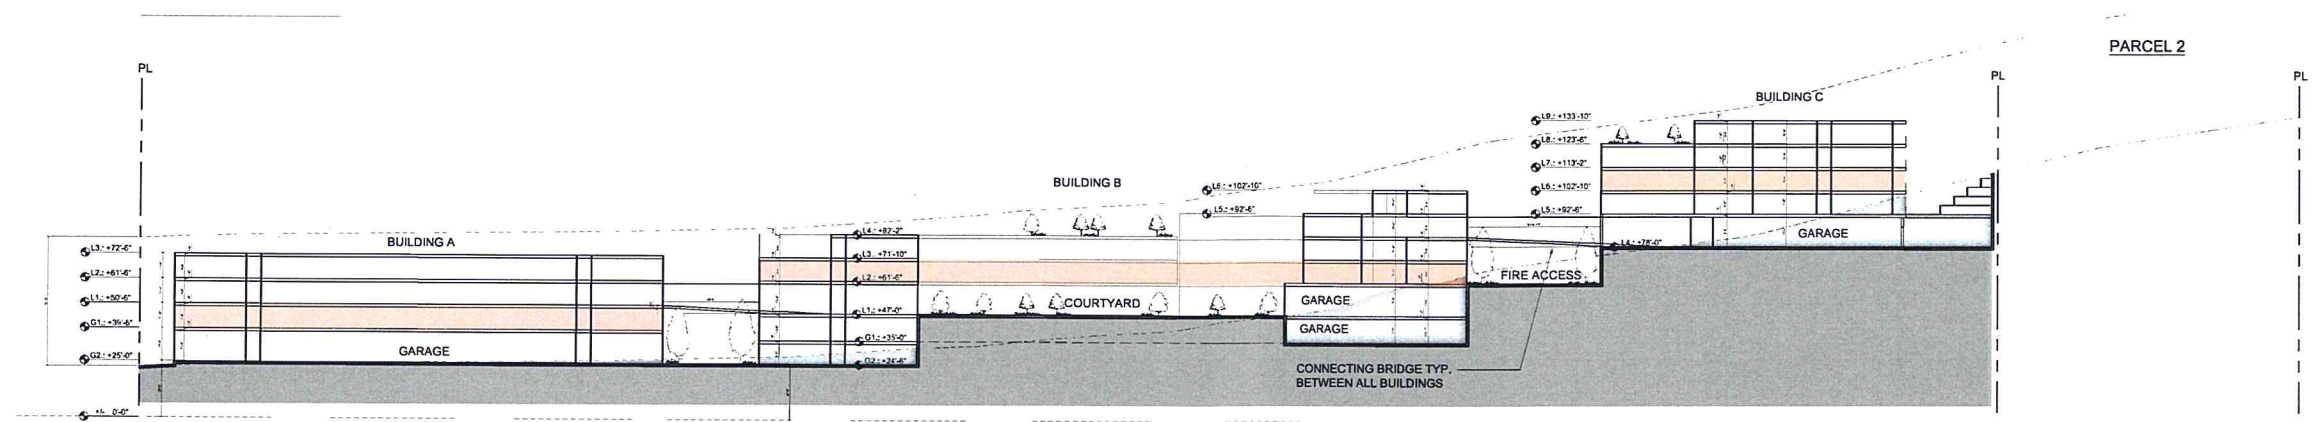 PARCEL 2
PL
PL
PL
BUILDING C
L9.: +133'-10"
L8.: +123'-6"
L7.: +113'-2"
L6.: +102'-10"
L5.: +92'-6"
BUILDING B
L6.: +102'-10"
L5.: +92'-6"
GARAGE
L4.: +78'-0"
BUILDING A
L4.: +82'-2"
L3.: +72'-6"
L3.: +71'-10"
L2.: +61'-6"
L2.: +61'-6"
FIRE ACCESS
L1.: +50'-6"
COURTYARD
GARAGE
L1.: +47'-0"
G1.: +39'-6"
GARAGE
G1.: +35'-0"
GARAGE
G2.: +25'-0"
G2.: +24'-6"
CONNECTING BRIDGE TYP.
BETWEEN ALL BUILDINGS
+/- 0'-0"